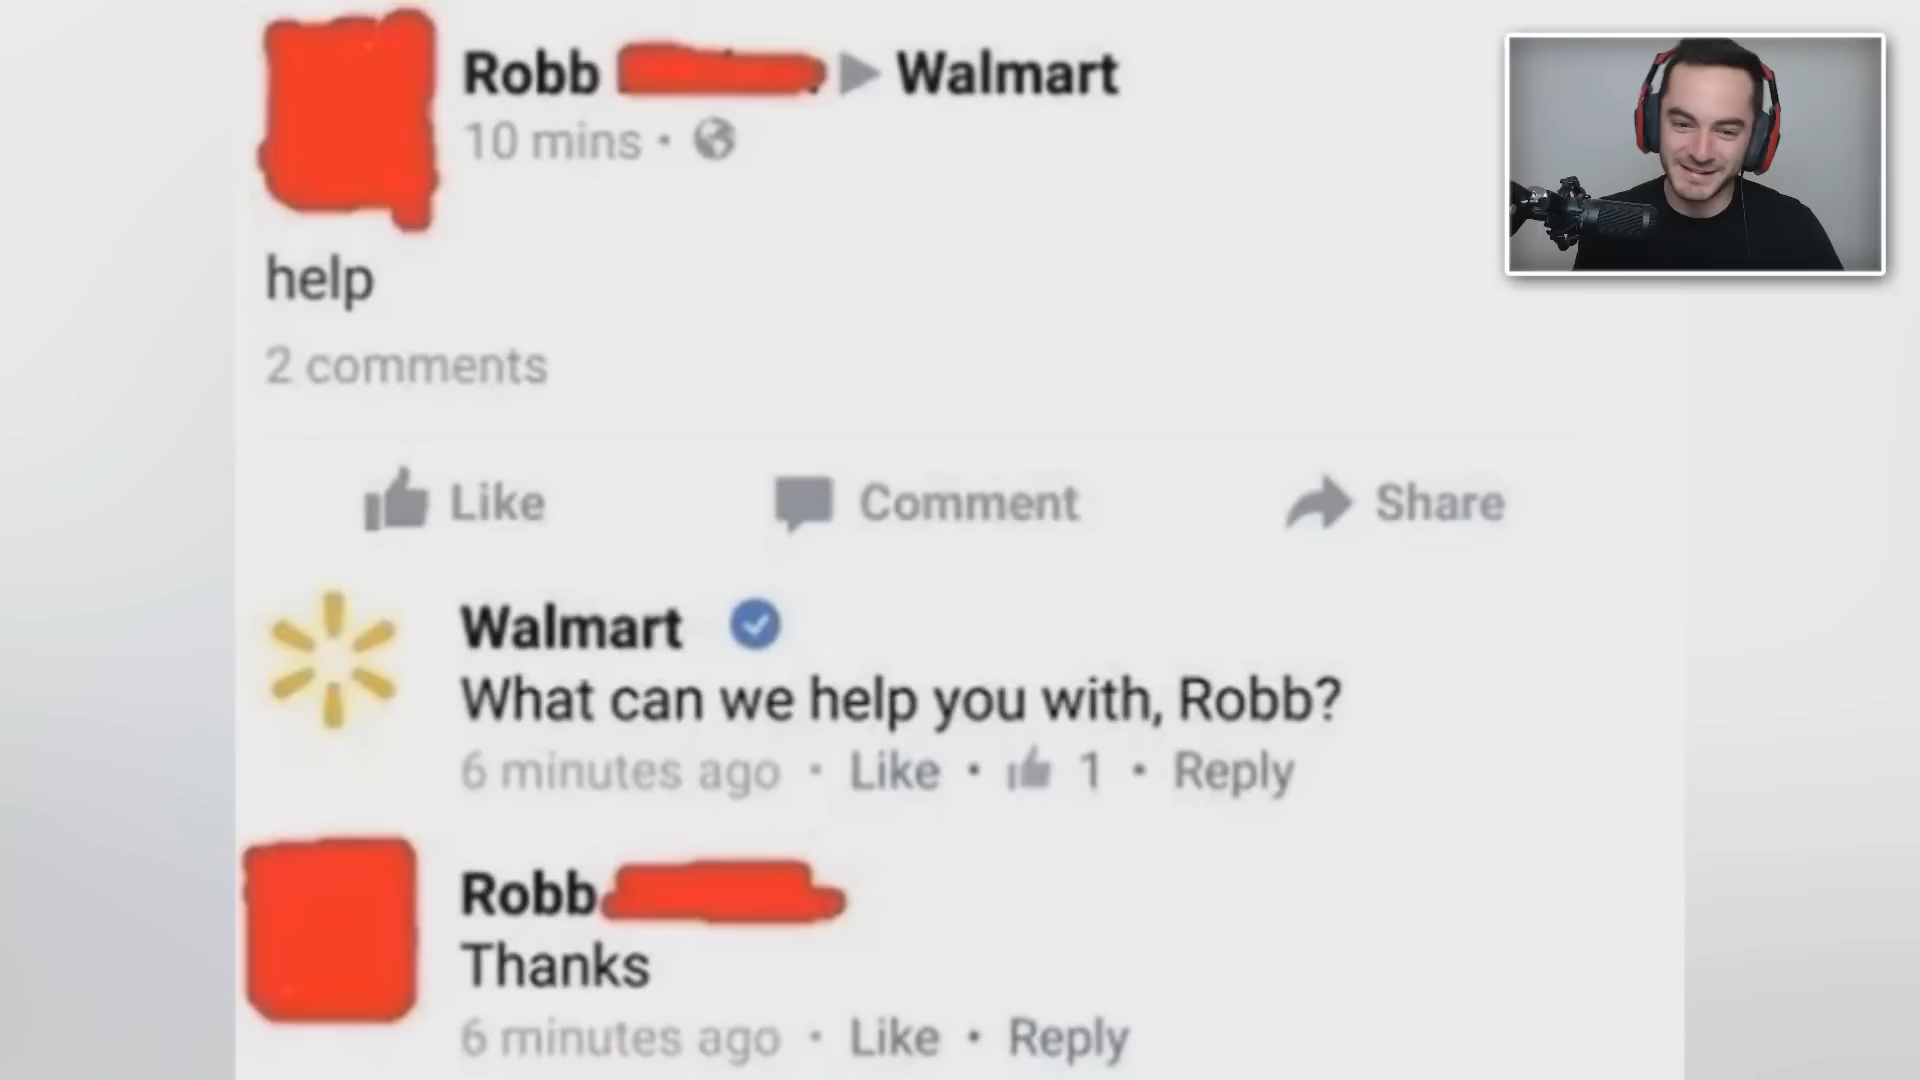 Robb ▶ Walmart
10 mins ·
help
2 comments
Like Comment Share
Walmart
What can we help you with, Robb?
6 minutes ago · Like · 1 · Reply
Robb
Thanks
6 minutes ago · Like · Reply